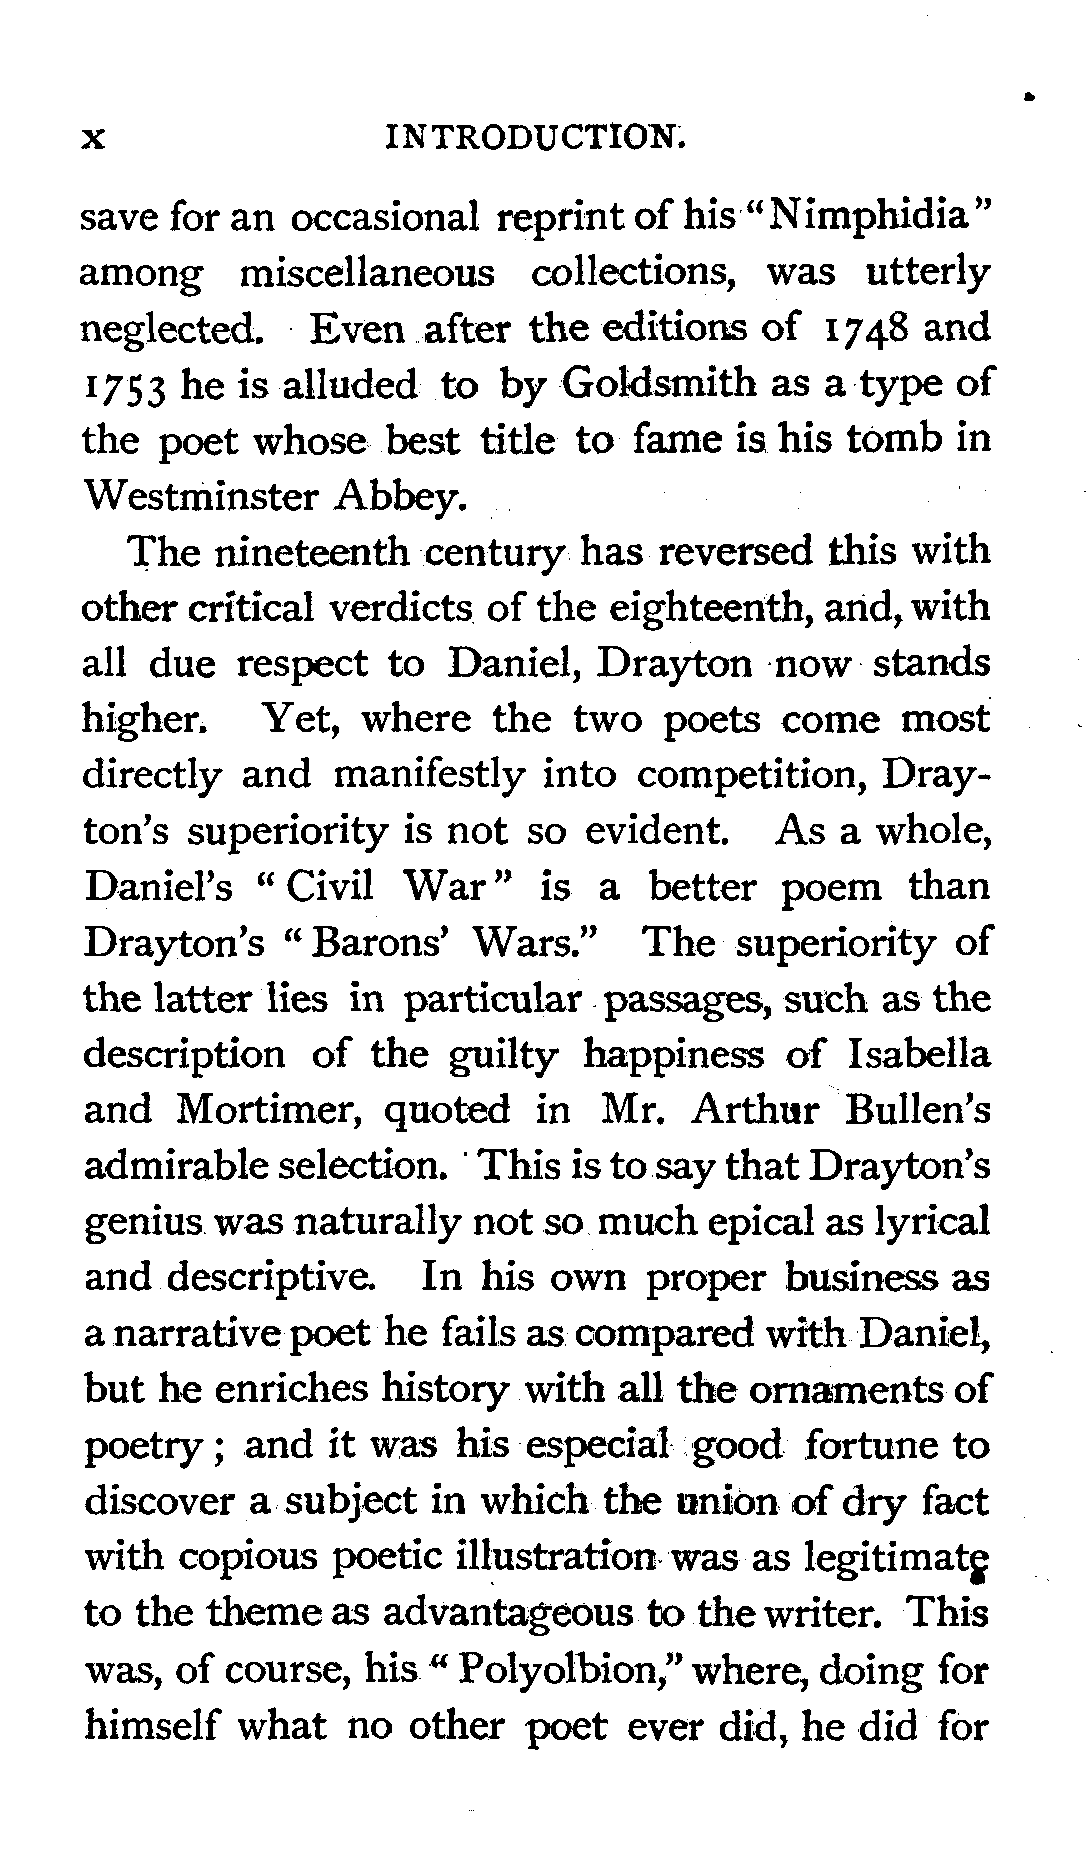 x INTRODUCTION.
save for an occasional reprint of his "Nimphidia"
among miscellaneous collections, was utterly
neglected. Even after the editions of 1748 and
1753 he is alluded to by Goldsmith as a type of
the poet whose best title to fame is his tomb in
Westminster Abbey.
The nineteenth century has reversed this with
other critical verdicts of the eighteenth, and, with
all due respect to Daniel, Drayton now stands
higher. Yet, where the two poets come most
directly and manifestly into competition, Dray-
ton's superiority is not so evident. As a whole,
Daniel's " Civil War" is a better poem than
Drayton's " Barons' Wars." The superiority of
the latter lies in particular passages, such as the
description of the guilty happiness of Isabella
and Mortimer, quoted in Mr. Arthur Bullen's
admirable selection. This is to say that Drayton's
genius was naturally not so much epical as lyrical
and descriptive. In his own proper business as
a narrative poet he fails as compared with Daniel,
but he enriches history with all the ornaments of
poetry ; and it was his especial good fortune to
discover a subject in which the union of dry fact
with copious poetic illustration was as legitimate
to the theme as advantageous to the writer. This
was, of course, his " Polyolbion," where, doing for
himself what no other poet ever did, he did for